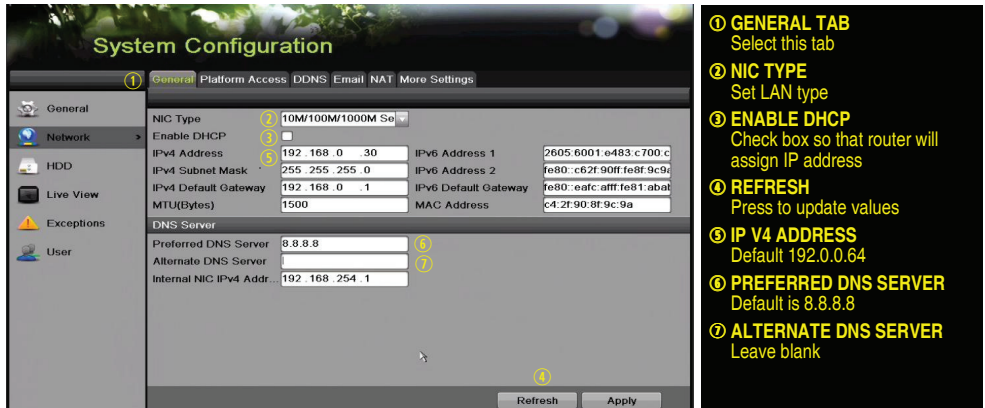 System Configuration
① General Platform Access DDNS Email NAT More Settings
General
Network >
HDD
Live View
Exceptions
User
NIC Type ② 10M/100M/1000M Se
Enable DHCP ③
IPv4 Address ⑤ 192 .168 .0 .30 IPv6 Address 1 2605:6001:e483:c700:c
IPv4 Subnet Mask 255 .255 .255 .0 IPv6 Address 2 fe80::c62f:90ff:fe8f:9c9a
IPv4 Default Gateway 192 .168 .0 .1 IPv6 Default Gateway fe80::eafc:afff:fe81:abab
MTU(Bytes) 1500 MAC Address c4:2f:90:8f:9c:9a
DNS Server
Preferred DNS Server 8.8.8.8 ⑥
Alternate DNS Server ⑦
Internal NIC IPv4 Addr... 192 .168 .254 .1
④
Refresh Apply
① GENERAL TAB
Select this tab
② NIC TYPE
Set LAN type
③ ENABLE DHCP
Check box so that router will
assign IP address
④ REFRESH
Press to update values
⑤ IP V4 ADDRESS
Default 192.0.0.64
⑥ PREFERRED DNS SERVER
Default is 8.8.8.8
⑦ ALTERNATE DNS SERVER
Leave blank